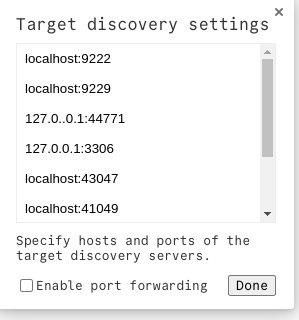 Target discovery settings
localhost:9222
localhost:9229
127.0..0.1:44771
127.0.0.1:3306
localhost:43047
localhost:41049
Specify hosts and ports of the
target discovery servers.
Enable port forwarding
Done